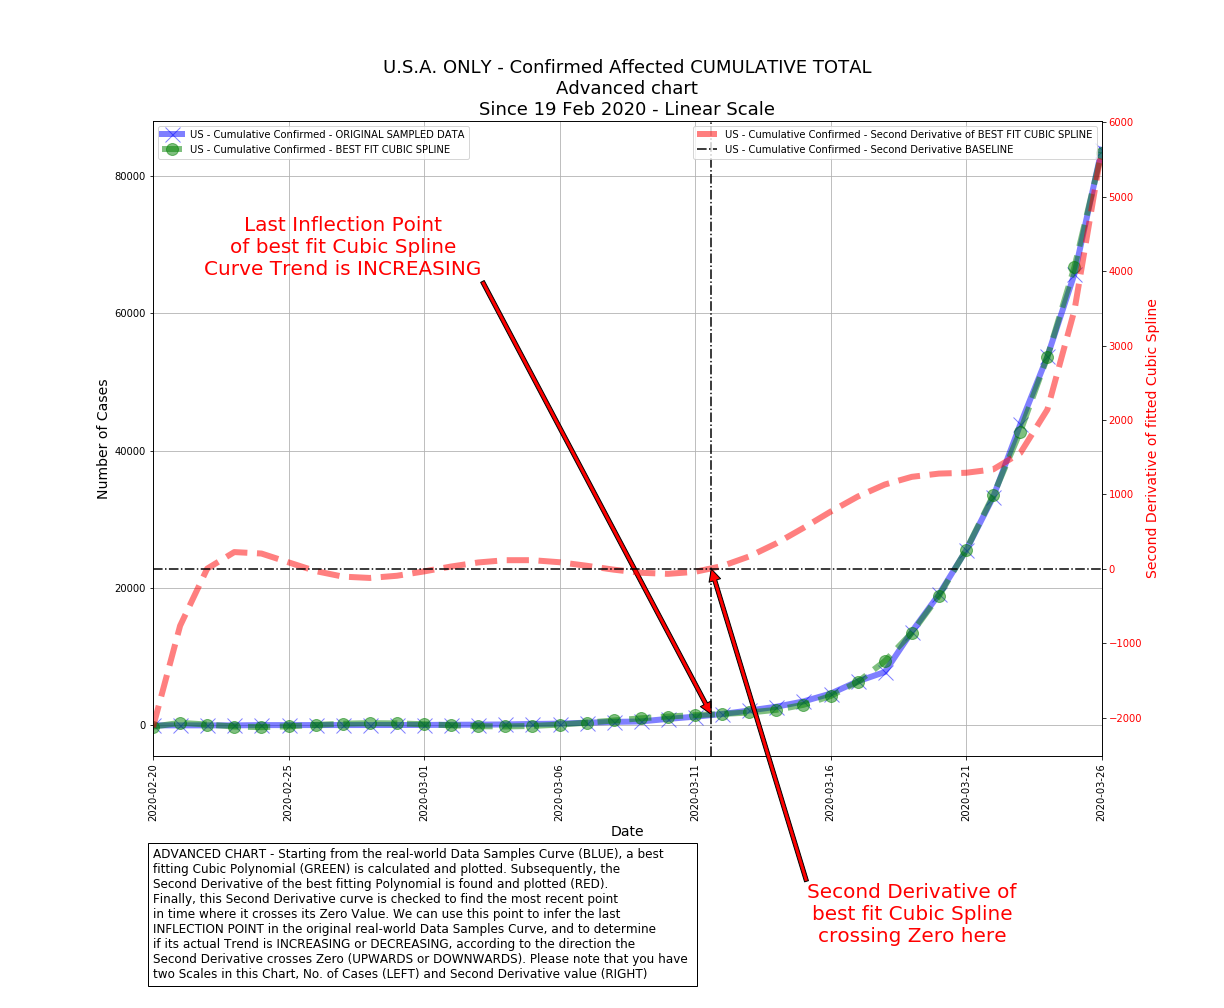 U.S.A. ONLY - Confirmed Affected CUMULATIVE TOTAL
Advanced chart
Since 19 Feb 2020 - Linear Scale
US - Cumulative Confirmed - ORIGINAL SAMPLED DATA
US - Cumulative Confirmed - BEST FIT CUBIC SPLINE
US - Cumulative Confirmed - Second Derivative of BEST FIT CUBIC SPLINE
US - Cumulative Confirmed - Second Derivative BASELINE
Last Inflection Point
of best fit Cubic Spline
Curve Trend is INCREASING
Number of Cases
80000
60000
40000
20000
0
6000
5000
4000
3000
2000
1000
0
−1000
−2000
Second Derivative of fitted Cubic Spline
2020-02-20
2020-02-25
2020-03-01
2020-03-06
2020-03-11
2020-03-16
2020-03-21
2020-03-26
Date
ADVANCED CHART - Starting from the real-world Data Samples Curve (BLUE), a best
fitting Cubic Polynomial (GREEN) is calculated and plotted. Subsequently, the
Second Derivative of the best fitting Polynomial is found and plotted (RED).
Finally, this Second Derivative curve is checked to find the most recent point
in time where it crosses its Zero Value. We can use this point to infer the last
INFLECTION POINT in the original real-world Data Samples Curve, and to determine
if its actual Trend is INCREASING or DECREASING, according to the direction the
Second Derivative crosses Zero (UPWARDS or DOWNWARDS). Please note that you have
two Scales in this Chart, No. of Cases (LEFT) and Second Derivative value (RIGHT)
Second Derivative of
best fit Cubic Spline
crossing Zero here